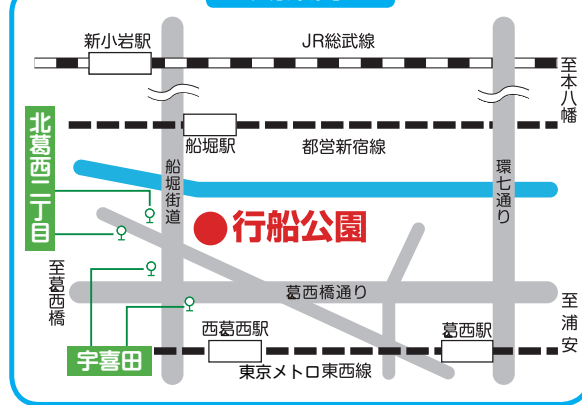 新小岩駅
JR総武線
至本八幡
船堀駅
都営新宿線
北葛西二丁目
船堀街道
環七通り
行船公園
至葛西橋
葛西橋通り
至浦安
宇喜田
西葛西駅
葛西駅
東京メトロ東西線